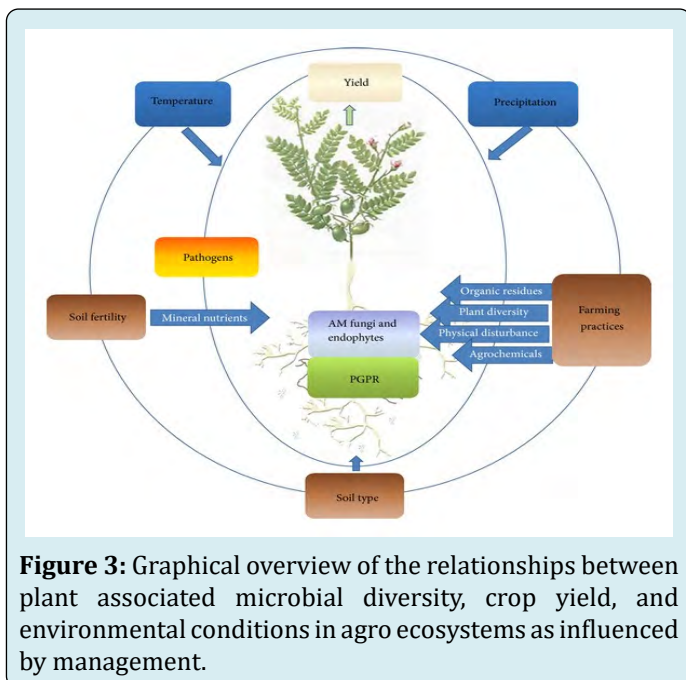 Yield
Temperature
Precipitation
Pathogens
Soil fertility
Mineral nutrients
Organic residues
Plant diversity
Physical disturbance
Agrochemicals
Farming
practices
AM fungi and
endophytes
PGPR
Soil type
Figure 3: Graphical overview of the relationships between
plant associated microbial diversity, crop yield, and
environmental conditions in agro ecosystems as influenced
by management.